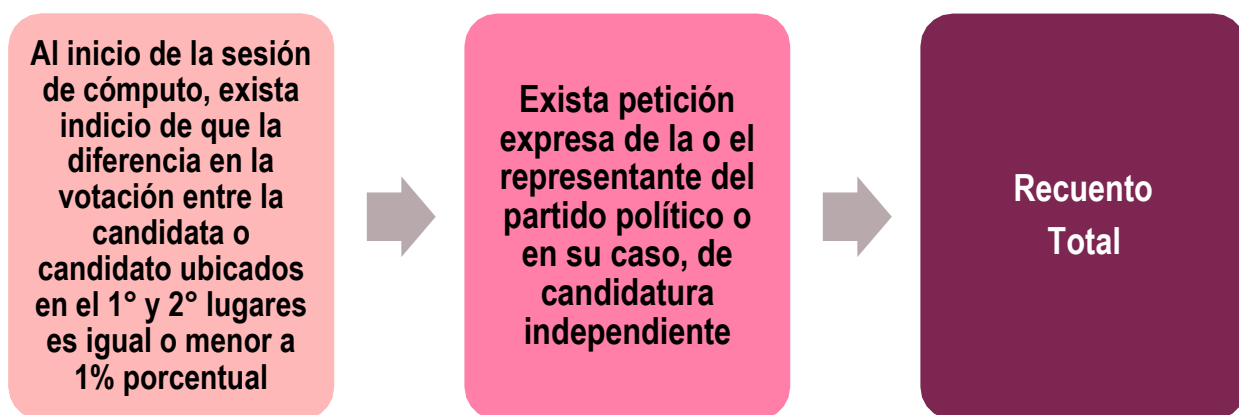 Al inicio de la sesión
de cómputo, exista
indicio de que la
diferencia en la
votación entre la
candidata o
candidato ubicados
en el 1° y 2° lugares
es igual o menor a
1% porcentual
Exista petición
expresa de la o el
representante del
partido político o
en su caso, de
candidatura
independiente
Recuento
Total